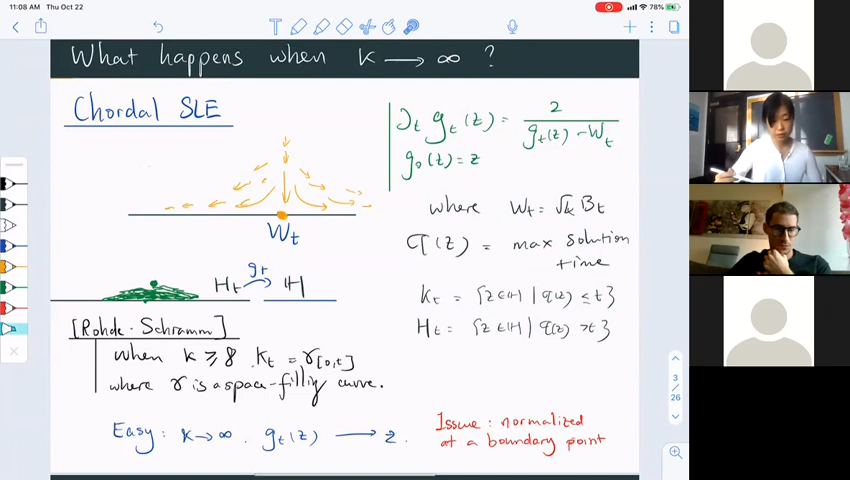 11:08 AM Thu Oct 22
78%
What happens when κ → ∞ ?
Chordal SLE
∂t gt(z) = 2 / (gt(z) - Wt)
g0(z) = z
Wt
where Wt = √κ Bt
τ(z) = max solution
time
Ht gt ℍ
Kt = {z ∈ ℍ | τ(z) ≤ t}
Ht = {z ∈ ℍ | τ(z) > t}
[Rohde-Schramm]
when κ ≥ 8 Kt = γ[0,t]
where γ is a space-filliy curve.
Easy: κ → ∞. gt(z) → z.
Issue: normalized
at a boundary point
3
/
26